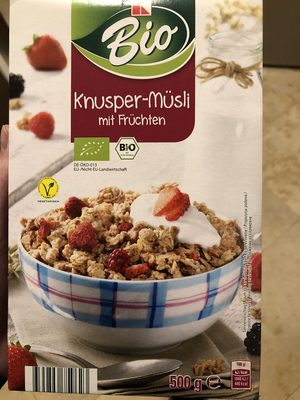 K
Bio
Knusper-Müsli
mit Früchten
BIO
DE-ÖKO-013
EU-/Nicht-EU-Landwirtschaft
V
500 g